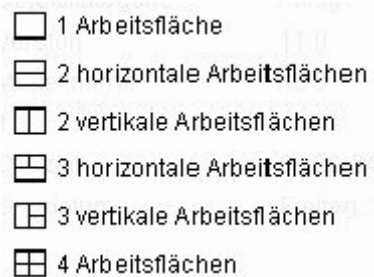 1 Arbeitsfläche
2 horizontale Arbeitsflächen
2 vertikale Arbeitsflächen
3 horizontale Arbeitsflächen
3 vertikale Arbeitsflächen
4 Arbeitsflächen